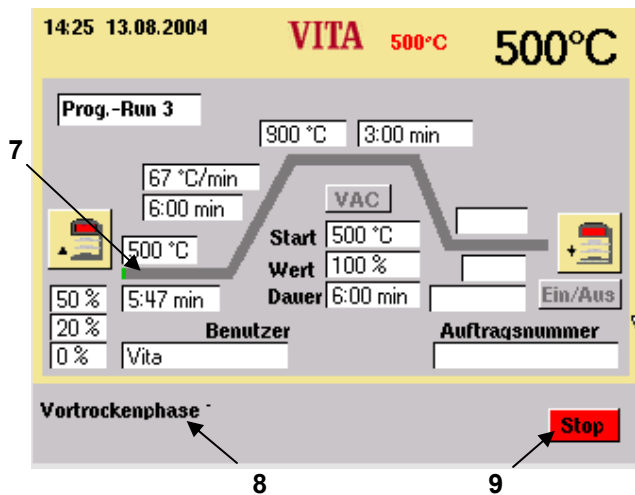 14:25 13.08.2004 VITA 500°C 500°C
Prog.-Run 3
7
900 °C 3:00 min
67 °C/min
6:00 min
VAC
500 °C
Start 500 °C
Wert 100 %
50 % 5:47 min Dauer 6:00 min Ein/Aus
20 % Benutzer Auftragsnummer
0 % Vita
Vortrockenphase
Stop
8 9